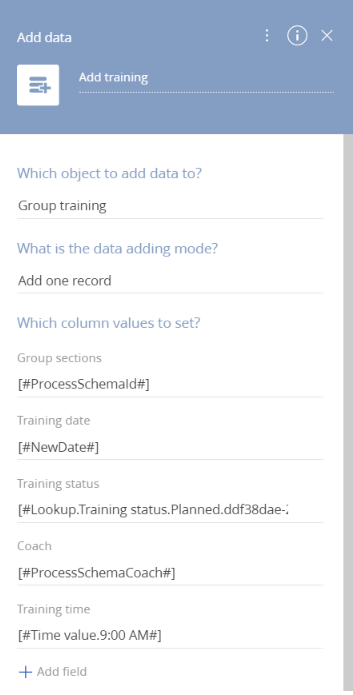 Add data
Add training
Which object to add data to?
Group training
What is the data adding mode?
Add one record
Which column values to set?
Group sections
[#ProcessSchemaId#]
Training date
[#NewDate#]
Training status
[#Lookup.Training status.Planned.ddf38dae-
Coach
[#ProcessSchemaCoach#]
Training time
[#Time value.9:00 AM#]
+ Add field